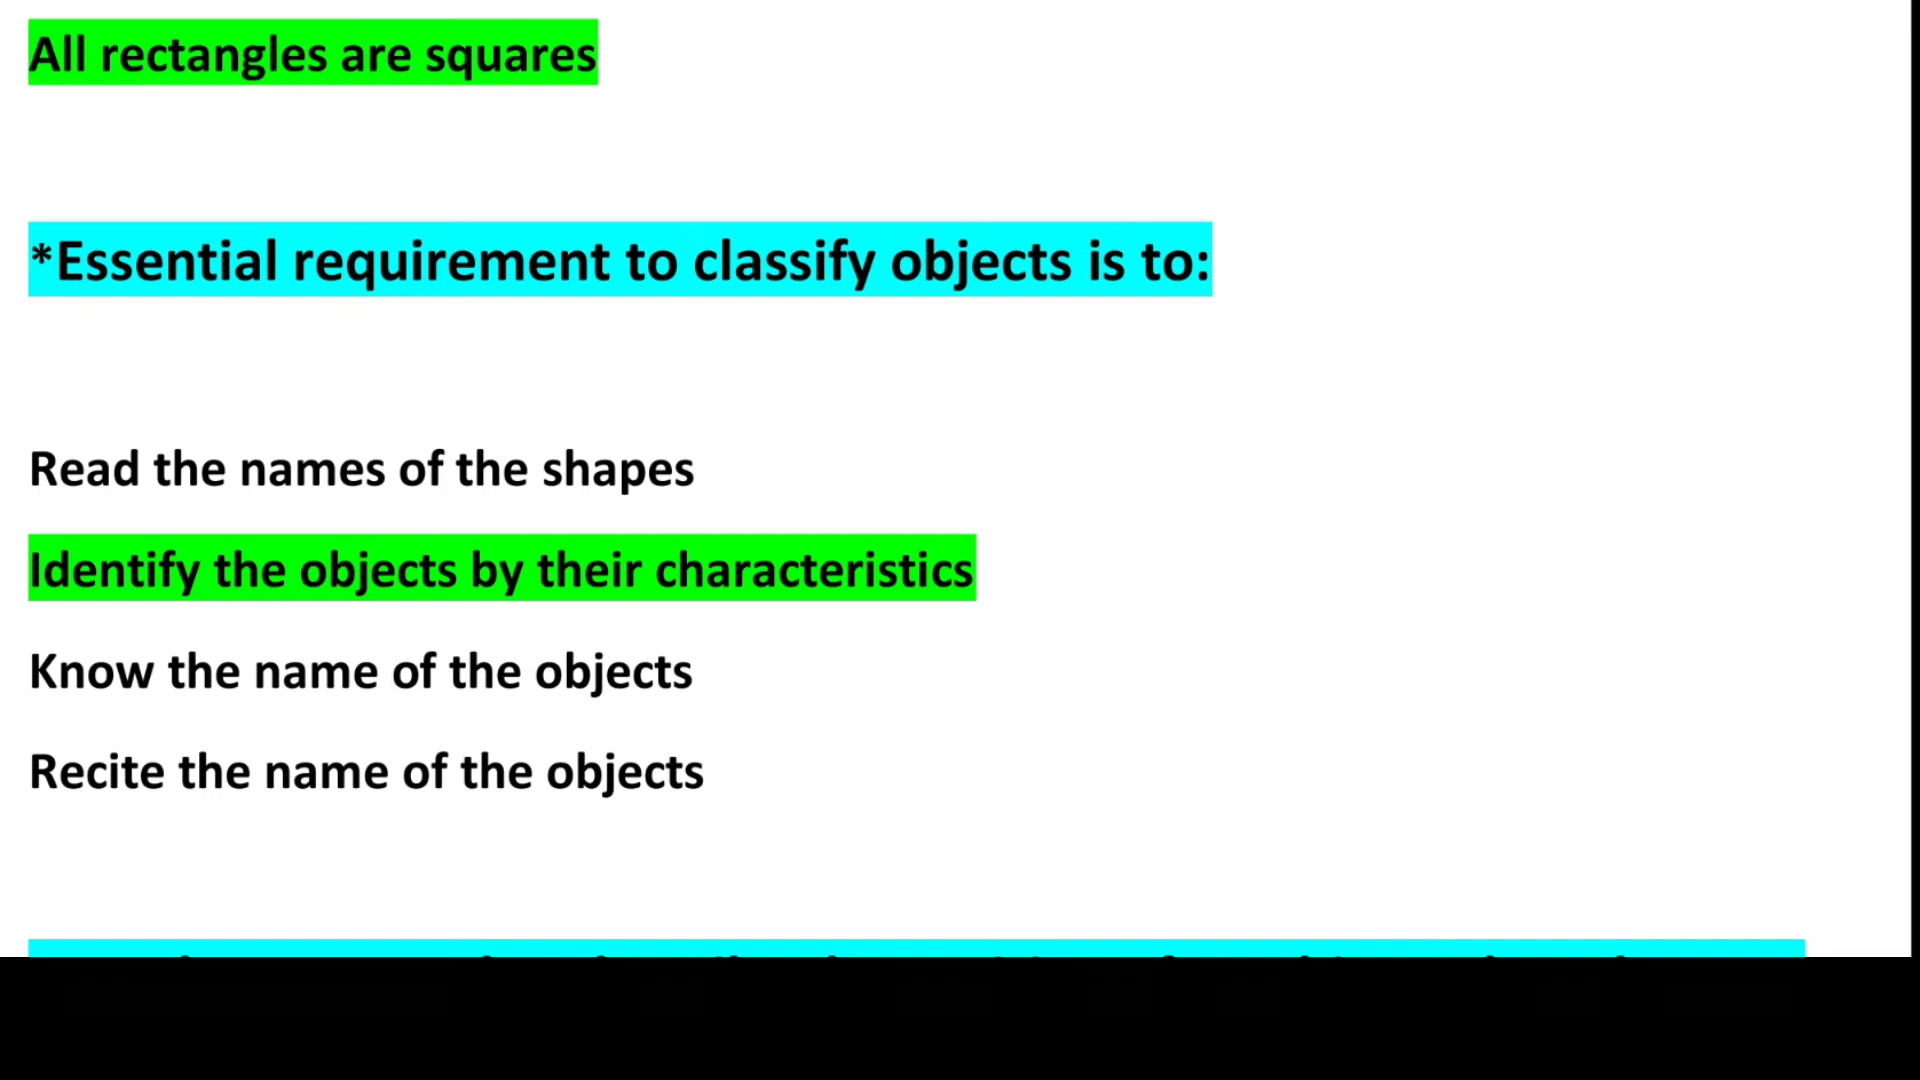 All rectangles are squares
*Essential requirement to classify objects is to:
Read the names of the shapes
Identify the objects by their characteristics
Know the name of the objects
Recite the name of the objects